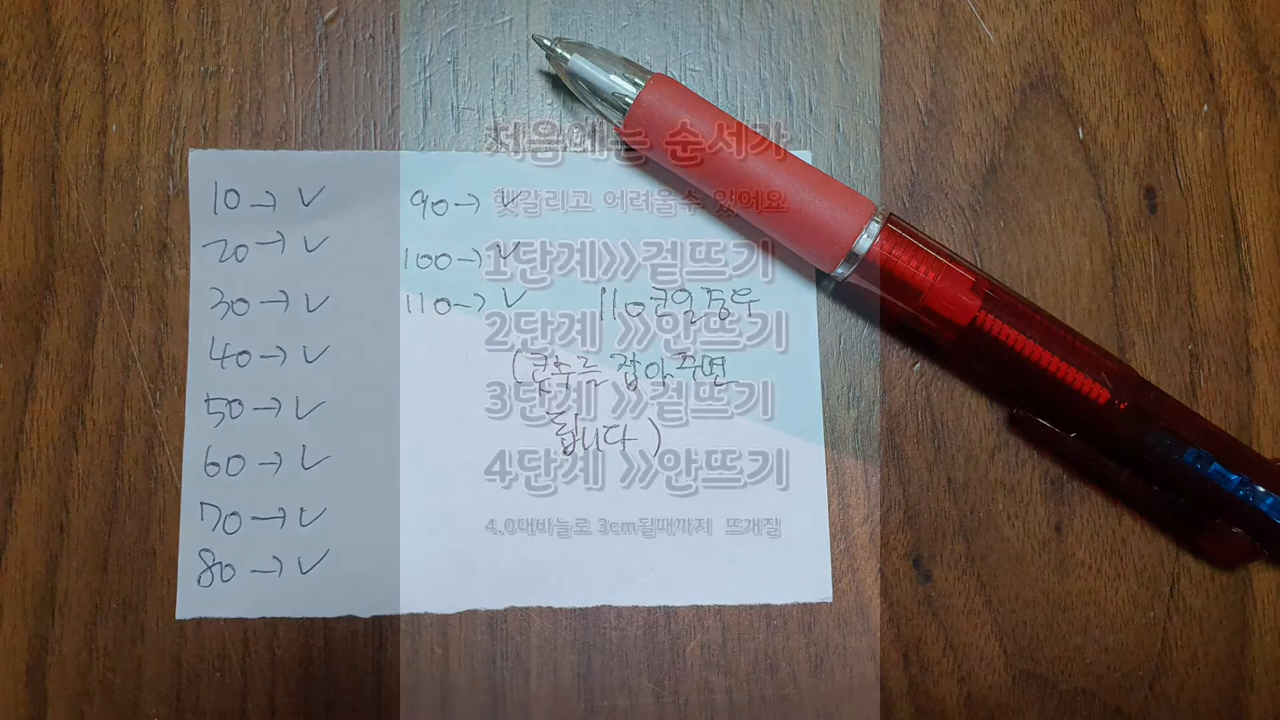 10→✓
20→✓
30→✓
40→✓
50→✓
60→✓
70→✓
80→✓
90→✓
100→✓
110→✓
110코일경우
(콧수를 잡아주면
됩니다)
처음에는 순서가
헷갈리고 어려울수 있어요
1단계>>>겉뜨기
2단계 >>>안뜨기
3단계 >>>겉뜨기
4단계 >>>안뜨기
4.0대바늘로 3cm될때까지 뜨개질